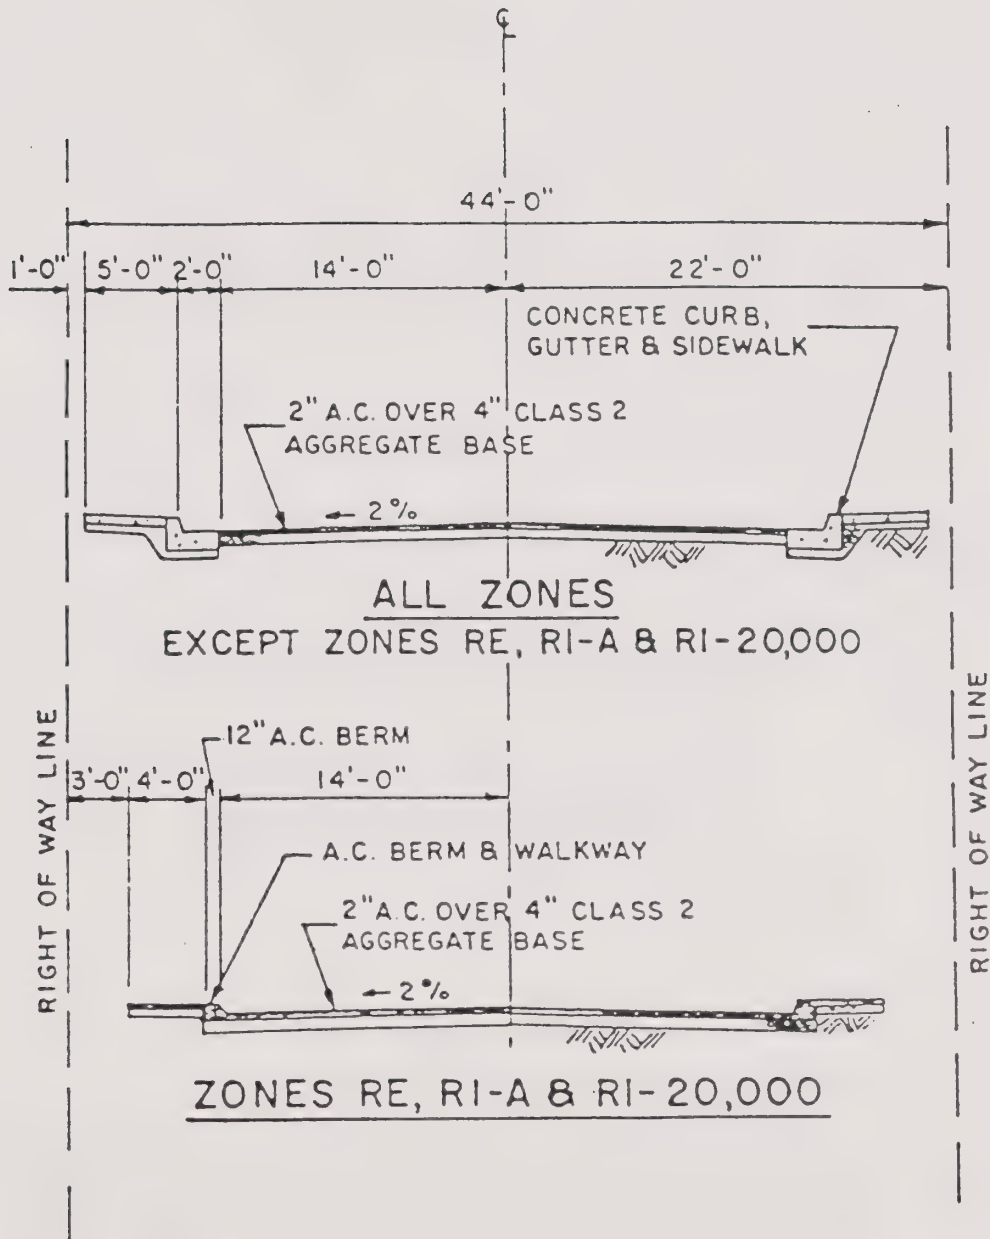 ℄
44'-0"
1'-0" 5'-0" 2'-0" 14'-0" 22'-0"
CONCRETE CURB,
GUTTER & SIDEWALK
2" A.C. OVER 4" CLASS 2
AGGREGATE BASE
2%
ALL ZONES
EXCEPT ZONES RE, R1-A & R1-20,000
RIGHT OF WAY LINE
RIGHT OF WAY LINE
12" A.C. BERM
3'-0" 4'-0" 14'-0"
A.C. BERM & WALKWAY
2" A.C. OVER 4" CLASS 2
AGGREGATE BASE
2%
ZONES RE, R1-A & R1-20,000